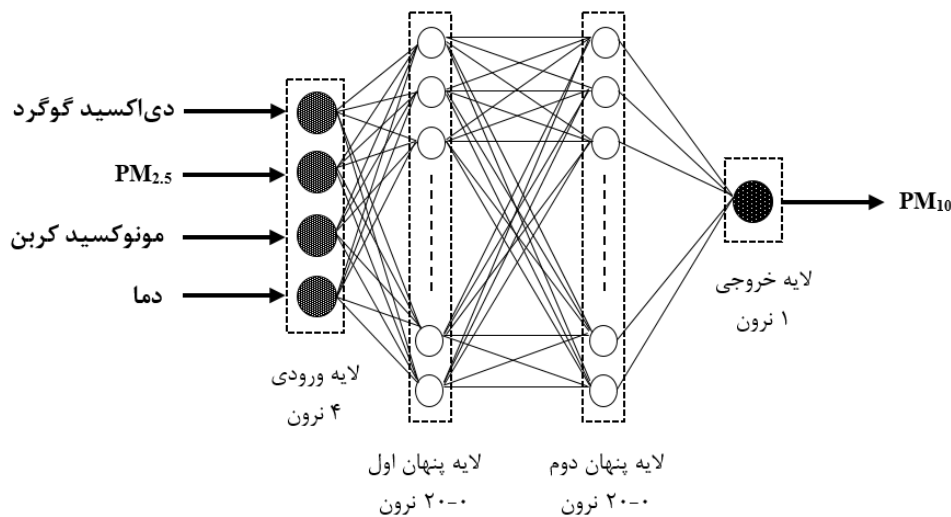 دی‌اکسید گوگرد
PM2.5
مونوکسید کربن
دما
PM10
لایه خروجی
۱ نرون
لایه ورودی
۴ نرون
لایه پنهان دوم
۲۰-۰ نرون
لایه پنهان اول
۲۰-۰ نرون